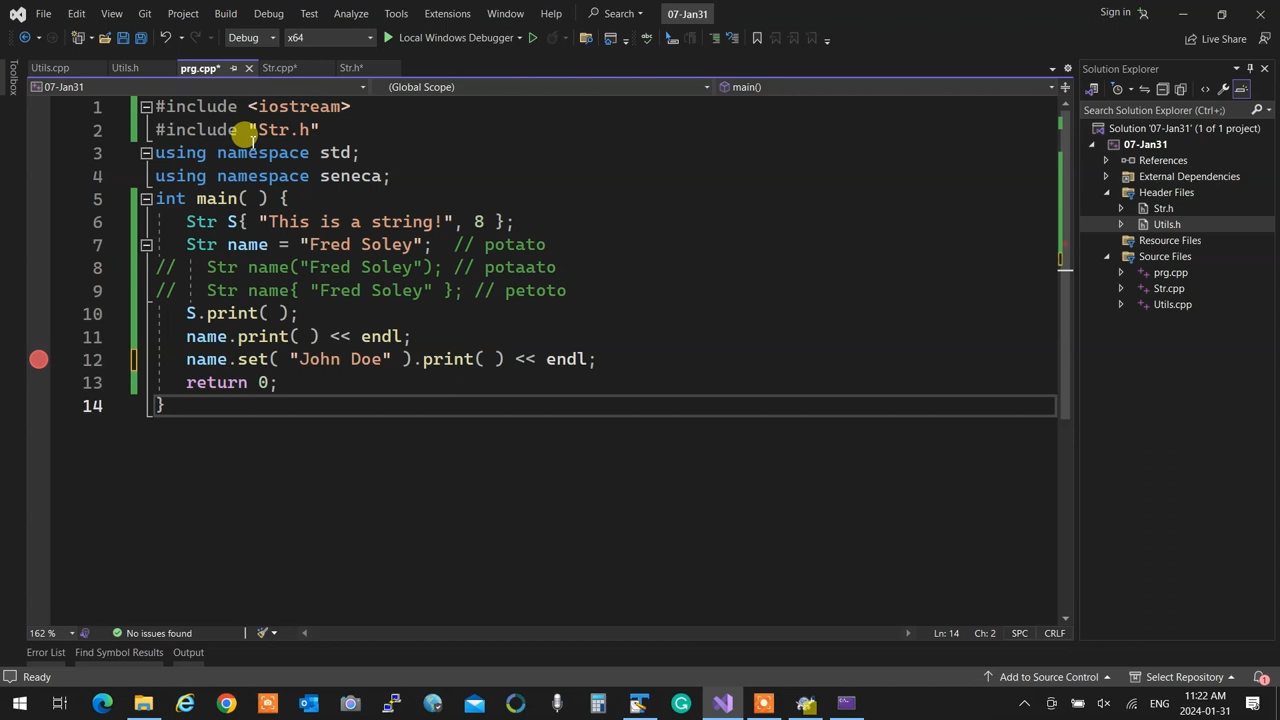 File Edit View Git Project Build Debug Test Analyze Tools Extensions Window Help Search 07-Jan31 Sign in
Debug x64 Local Windows Debugger Live Share
Toolbox
Utils.cpp Utils.h prg.cpp* Str.cpp* Str.h*
07-Jan31 (Global Scope) main()
1 #include <iostream>
2 #include "Str.h"
3 using namespace std;
4 using namespace seneca;
5 int main( ) {
6 Str S{ "This is a string!", 8 };
7 Str name = "Fred Soley"; // potato
8 // Str name("Fred Soley"); // potaato
9 // Str name{ "Fred Soley" }; // petoto
10 S.print( );
11 name.print( ) << endl;
12 name.set( "John Doe" ).print( ) << endl;
13 return 0;
14 }
Solution Explorer
Search Solution Explorer (Ctrl+;)
Solution '07-Jan31' (1 of 1 project)
07-Jan31
References
External Dependencies
Header Files
Str.h
Utils.h
Resource Files
Source Files
prg.cpp
Str.cpp
Utils.cpp
162 % No issues found Ln: 14 Ch: 2 SPC CRLF
Error List Find Symbol Results Output
Ready Add to Source Control Select Repository 1
ENG 11:22 AM
2024-01-31